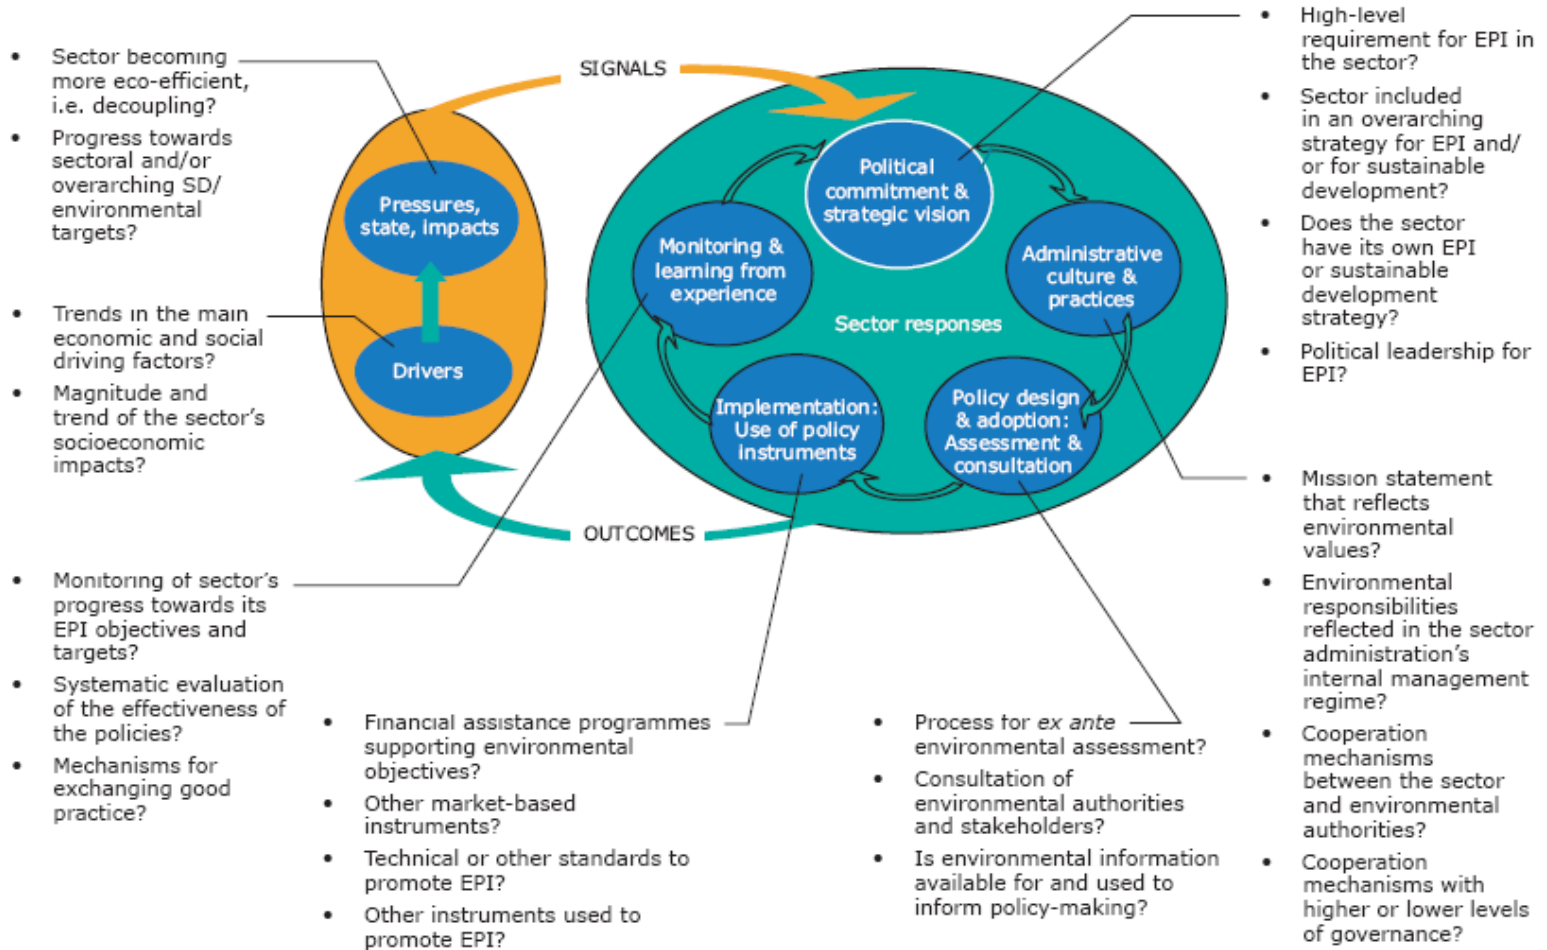 • Sector becoming
more eco-efficient,
i.e. decoupling?
• Progress towards
sectoral and/or
overarching SD/
environmental
targets?
• Trends in the main
economic and social
driving factors?
• Magnitude and
trend of the sector's
socioeconomic
impacts?
SIGNALS
Pressures,
state, impacts
Drivers
OUTCOMES
Political
commitment &
strategic vision
Administrative
culture &
practices
Policy design
& adoption:
Assessment &
consultation
Implementation:
Use of policy
instruments
Monitoring &
learning from
experience
Sector responses
• High-level
requirement for EPI in
the sector?
• Sector included
in an overarching
strategy for EPI and/
or for sustainable
development?
• Does the sector
have its own EPI
or sustainable
development
strategy?
• Political leadership for
EPI?
• Mission statement
that reflects
environmental
values?
• Environmental
responsibilities
reflected in the sector
administration's
internal management
regime?
• Cooperation
mechanisms
between the sector
and environmental
authorities?
• Cooperation
mechanisms with
higher or lower levels
of governance?
• Monitoring of sector's
progress towards its
EPI objectives and
targets?
• Systematic evaluation
of the effectiveness of
the policies?
• Mechanisms for
exchanging good
practice?
• Financial assistance programmes
supporting environmental
objectives?
• Other market-based
instruments?
• Technical or other standards to
promote EPI?
• Other instruments used to
promote EPI?
• Process for ex ante
environmental assessment?
• Consultation of
environmental authorities
and stakeholders?
• Is environmental information
available for and used to
inform policy-making?